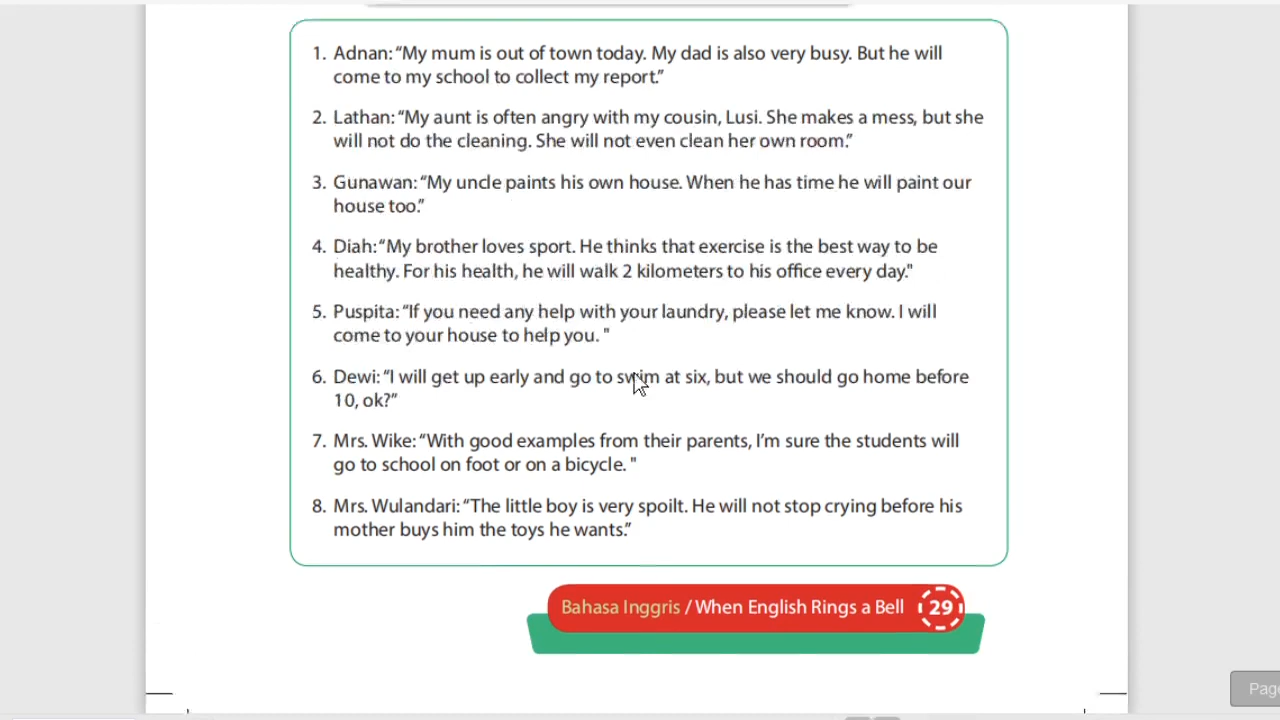 1. Adnan: “My mum is out of town today. My dad is also very busy. But he will
come to my school to collect my report.”
2. Lathan: “My aunt is often angry with my cousin, Lusi. She makes a mess, but she
will not do the cleaning. She will not even clean her own room.”
3. Gunawan: “My uncle paints his own house. When he has time he will paint our
house too.”
4. Diah: “My brother loves sport. He thinks that exercise is the best way to be
healthy. For his health, he will walk 2 kilometers to his office every day."
5. Puspita: “If you need any help with your laundry, please let me know. I will
come to your house to help you. "
6. Dewi: “I will get up early and go to swim at six, but we should go home before
10, ok?”
7. Mrs. Wike: “With good examples from their parents, I’m sure the students will
go to school on foot or on a bicycle. "
8. Mrs. Wulandari: “The little boy is very spoilt. He will not stop crying before his
mother buys him the toys he wants.”
Bahasa Inggris / When English Rings a Bell 29